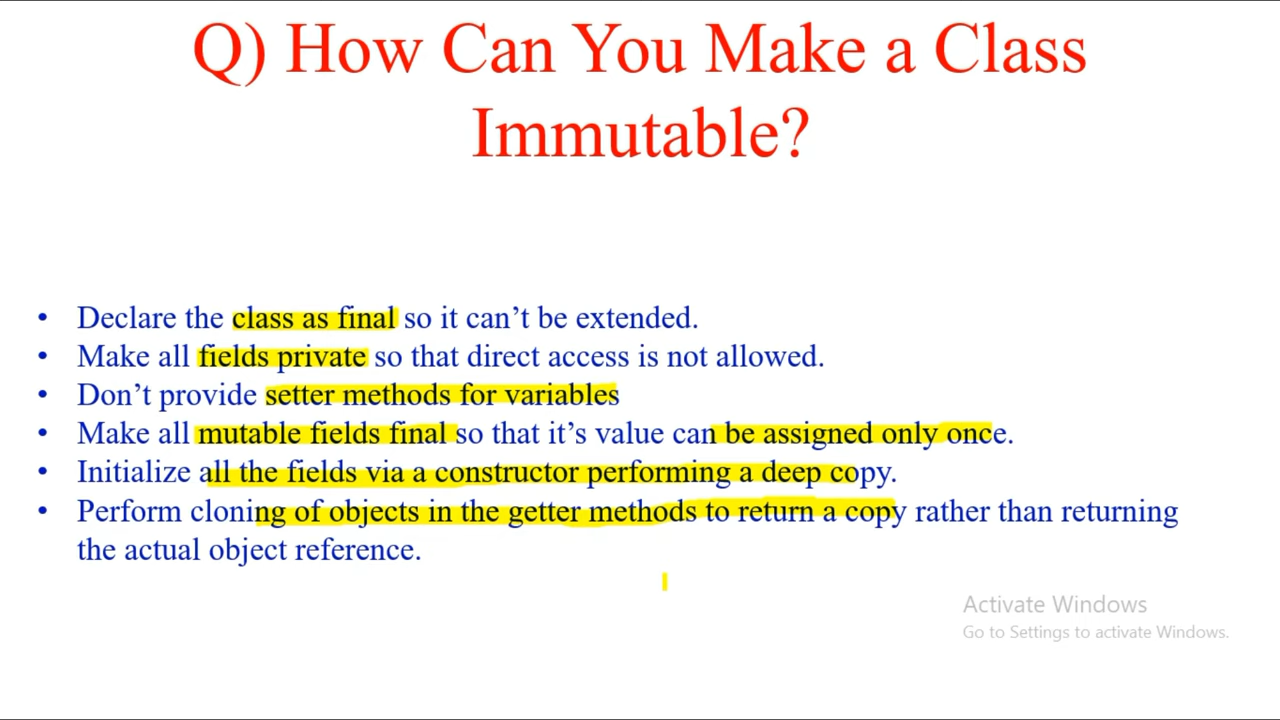 Q) How Can You Make a Class
Immutable?
• Declare the class as final so it can’t be extended.
• Make all fields private so that direct access is not allowed.
• Don’t provide setter methods for variables
• Make all mutable fields final so that it’s value can be assigned only once.
• Initialize all the fields via a constructor performing a deep copy.
• Perform cloning of objects in the getter methods to return a copy rather than returning
the actual object reference.
Activate Windows
Go to Settings to activate Windows.